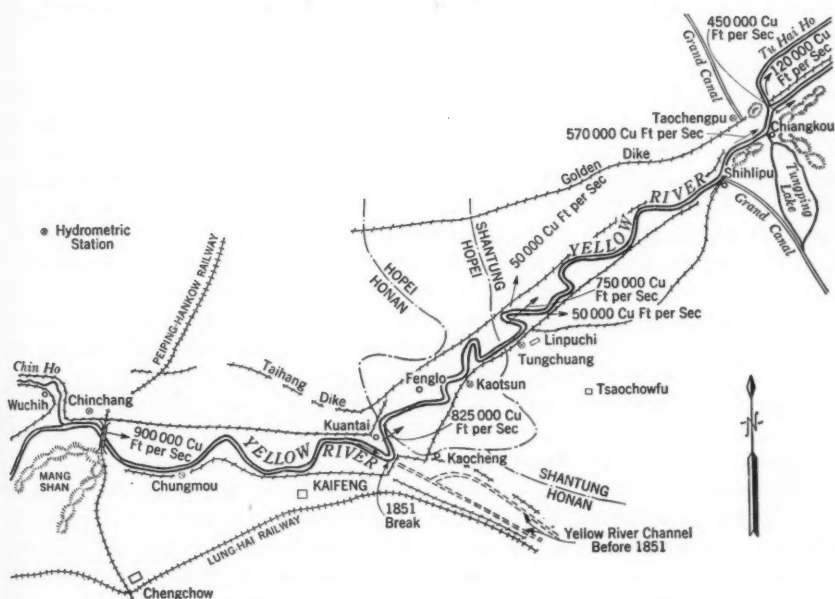 450 000 Cu
Ft per Sec
Tu Hai Ho
120 000 Cu
Ft per Sec
Grand Canal
Taochengpu
570 000 Cu Ft per Sec
Chiangkou
Golden Dike
Shihlipu
Tungping
Lake
Grand Canal
50 000 Cu Ft per Sec
YELLOW RIVER
Hydrometric
Station
PEIPING-HANKOW RAILWAY
HOPEI
HONAN
SHANTUNG
HOPEI
750 000 Cu
Ft per Sec
50 000 Cu Ft per Sec
Linpuchi
Tungchuang
Chin Ho
Taihang
Dike
Fenglo
Kaotsun
Tsaochowfu
Wuchih
Chinchang
Kuantai
825 000 Cu
Ft per Sec
900 000 Cu
Ft per Sec
YELLOW RIVER
Kaocheng
MANG
SHAN
Chungmou
KAIFENG
SHANTUNG
HONAN
1851
Break
Yellow River Channel
Before 1851
LUNG-HAI RAILWAY
Chengchow
N